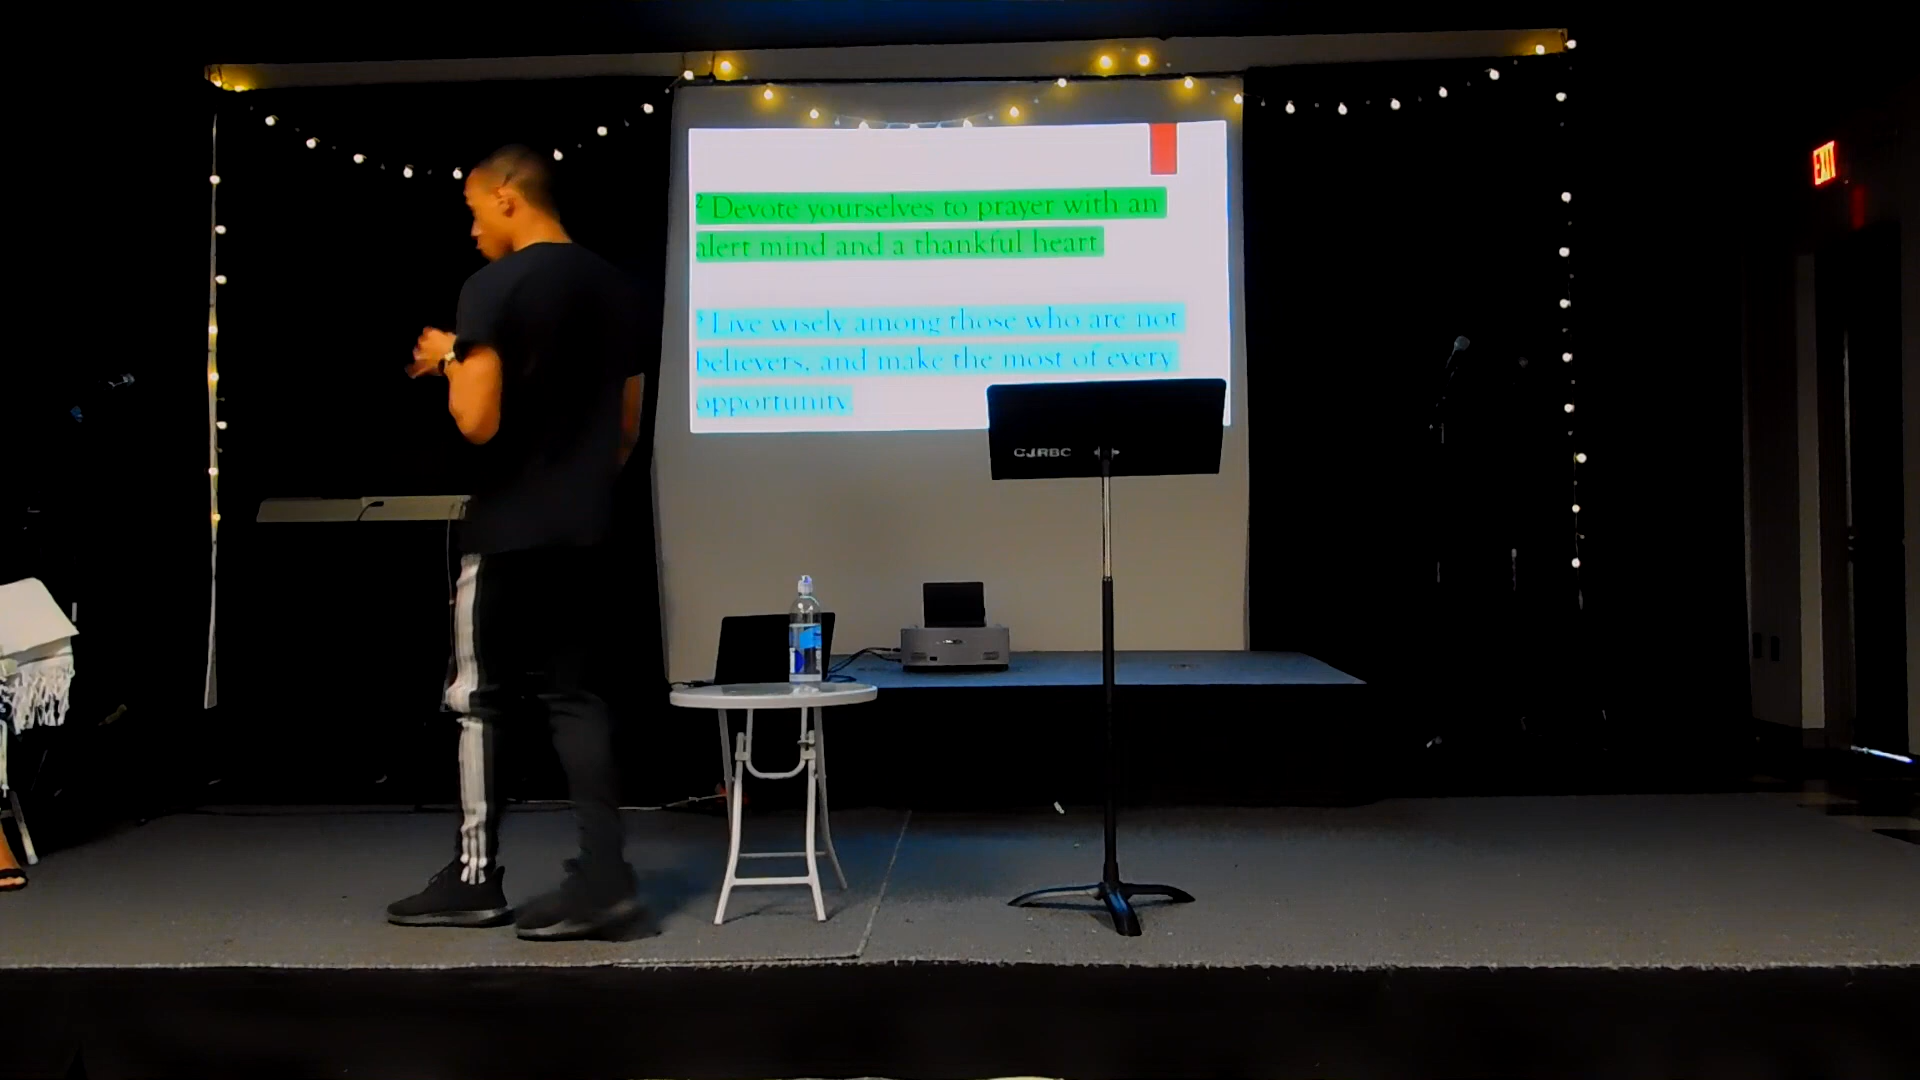 EXIT
² Devote yourselves to prayer with an
alert mind and a thankful heart.
⁵ Live wisely among those who are not
believers, and make the most of every
opportunity.
CJRBC